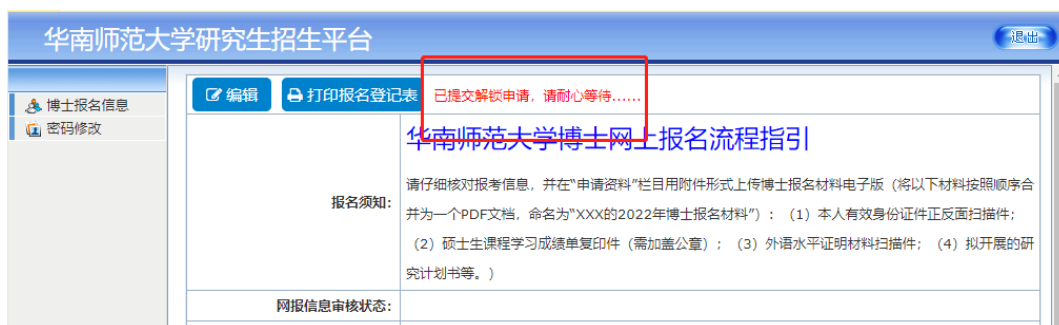 华南师范大学研究生招生平台
退出
博士报名信息
密码修改
编辑
打印报名登记表
已提交解锁申请，请耐心等待......
华南师范大学博士网上报名流程指引
报名须知：
请仔细核对报考信息，并在“申请资料”栏目用附件形式上传博士报名材料电子版（将以下材料按照顺序合
并为一个PDF文档，命名为“XXX的2022年博士报名材料”）：（1）本人有效身份证件正反面扫描件；
（2）硕士生课程学习成绩单复印件（需加盖公章）；（3）外语水平证明材料扫描件；（4）拟开展的研
究计划书等。）
网报信息审核状态：